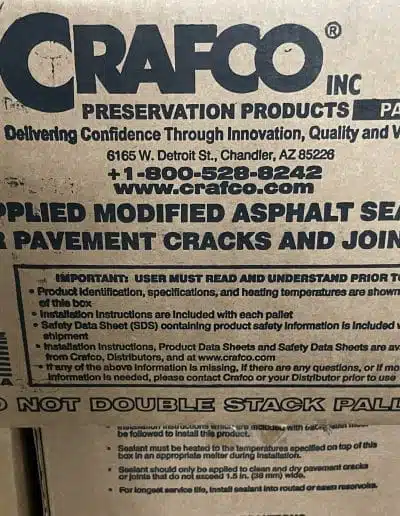 CRAFCO®
INC
PRESERVATION PRODUCTS PA
Delivering Confidence Through Innovation, Quality and V
6165 W. Detroit St., Chandler, AZ 85226
+1-800-528-8242
www.crafco.com
PPLIED MODIFIED ASPHALT SEA
R PAVEMENT CRACKS AND JOIN
IMPORTANT: USER MUST READ AND UNDERSTAND PRIOR T
• Product identification, specifications, and heating temperatures are shown
of this box
• Installation instructions are included with each pallet
• Safety Data Sheet (SDS) containing product safety information is included w
shipment
• Installation Instructions, Product Data Sheets and Safety Data Sheets are av
from Crafco, Distributors, and at www.crafco.com
• If any of the above information is missing, if there are any questions, or if mo
information is needed, please contact Crafco or your Distributor prior to use
O NOT DOUBLE STACK PALL
be followed to install this product.
• Sealant must be heated to the temperatures specified on top of this
box in an appropriate melter during installation.
• Sealant should only be applied to clean and dry pavement cracks
or joints that do not exceed 1.5 in. (38 mm) wide.
• For longest service life, install sealant into routed or sawn reservoirs.